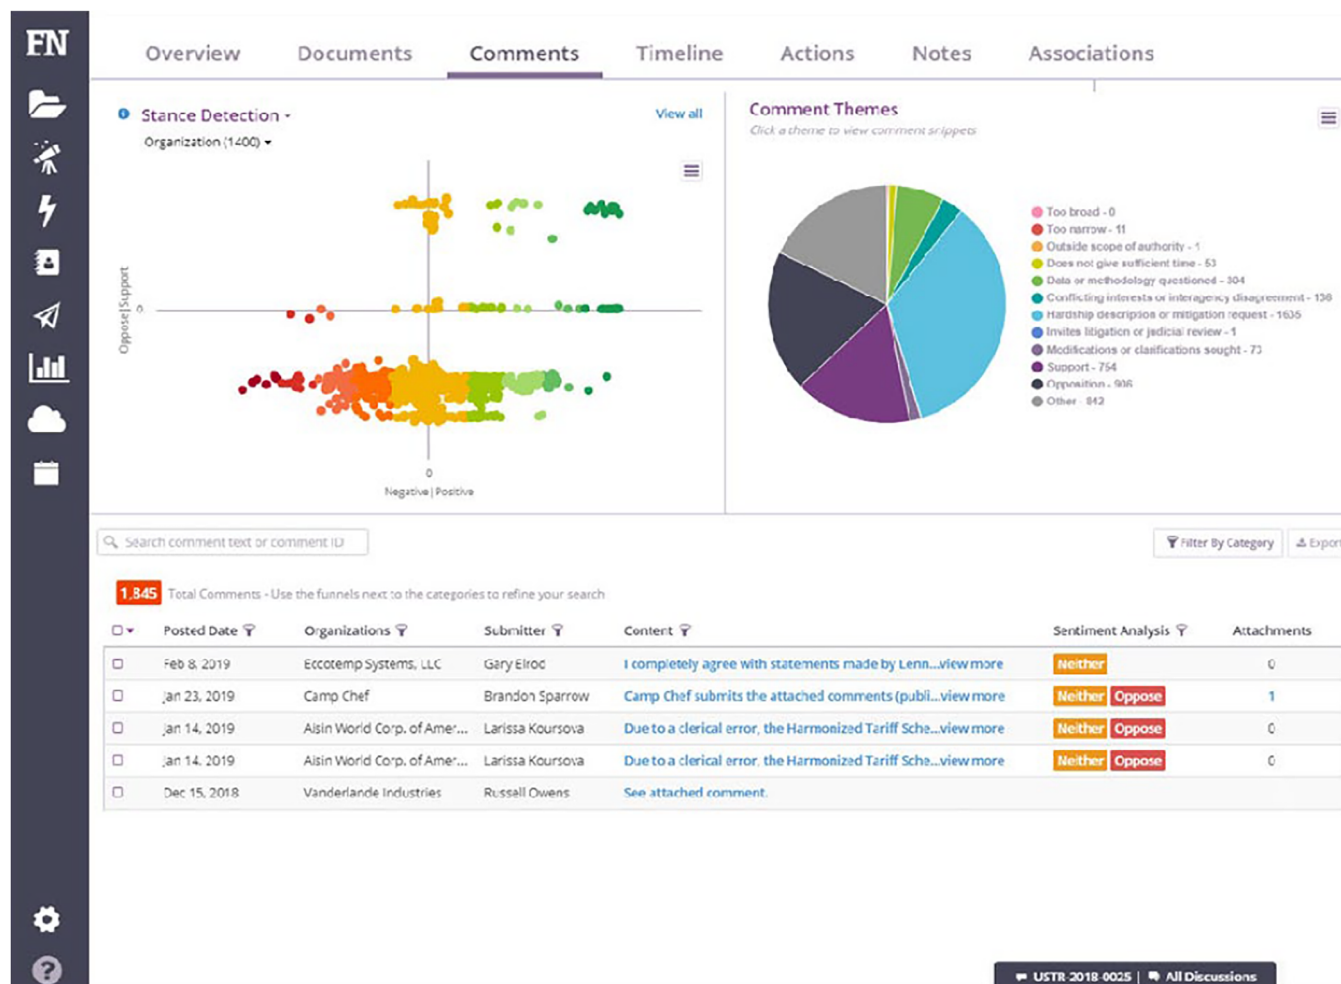 FN
Overview Documents Comments Timeline Actions Notes Associations
Stance Detection
View all
Organization (1400)
Oppose|Support
0
0
Negative|Positive
Comment Themes
Click a theme to view comment snippets
Too broad - 0
Too narrow - 11
Outside scope of authority - 1
Does not give sufficient time - 53
Data or methodology questioned - 304
Conflicting interests or interagency disagreement -
Hardship description or mitigation request - 1635
Invites litigation or judicial review - 1
Modifications or clarifications sought - 73
Support - 754
Opposition - 906
Other - 842
Search comment text or comment ID
Filter By Category
Export
1,845 Total Comments - Use the funnels next to the categories to refine your search
Posted Date Organizations Submitter Content Sentiment Analysis Attachments
Feb 8, 2019 Eccotemp Systems, LLC Gary Elrod I completely agree with statements made by Lenn...view more Neither 0
Jan 23, 2019 Camp Chef Brandon Sparrow Camp Chef submits the attached comments (publi...view more Neither Oppose 1
Jan 14, 2019 Aisin World Corp. of Amer... Larissa Koursova Due to a clerical error, the Harmonized Tariff Sche...view more Neither Oppose 0
Jan 14, 2019 Aisin World Corp. of Amer... Larissa Koursova Due to a clerical error, the Harmonized Tariff Sche...view more Neither Oppose 0
Dec 15, 2018 Vanderlande Industries Russell Owens See attached comment.
USTR-2018-0025 | All Discussions
?